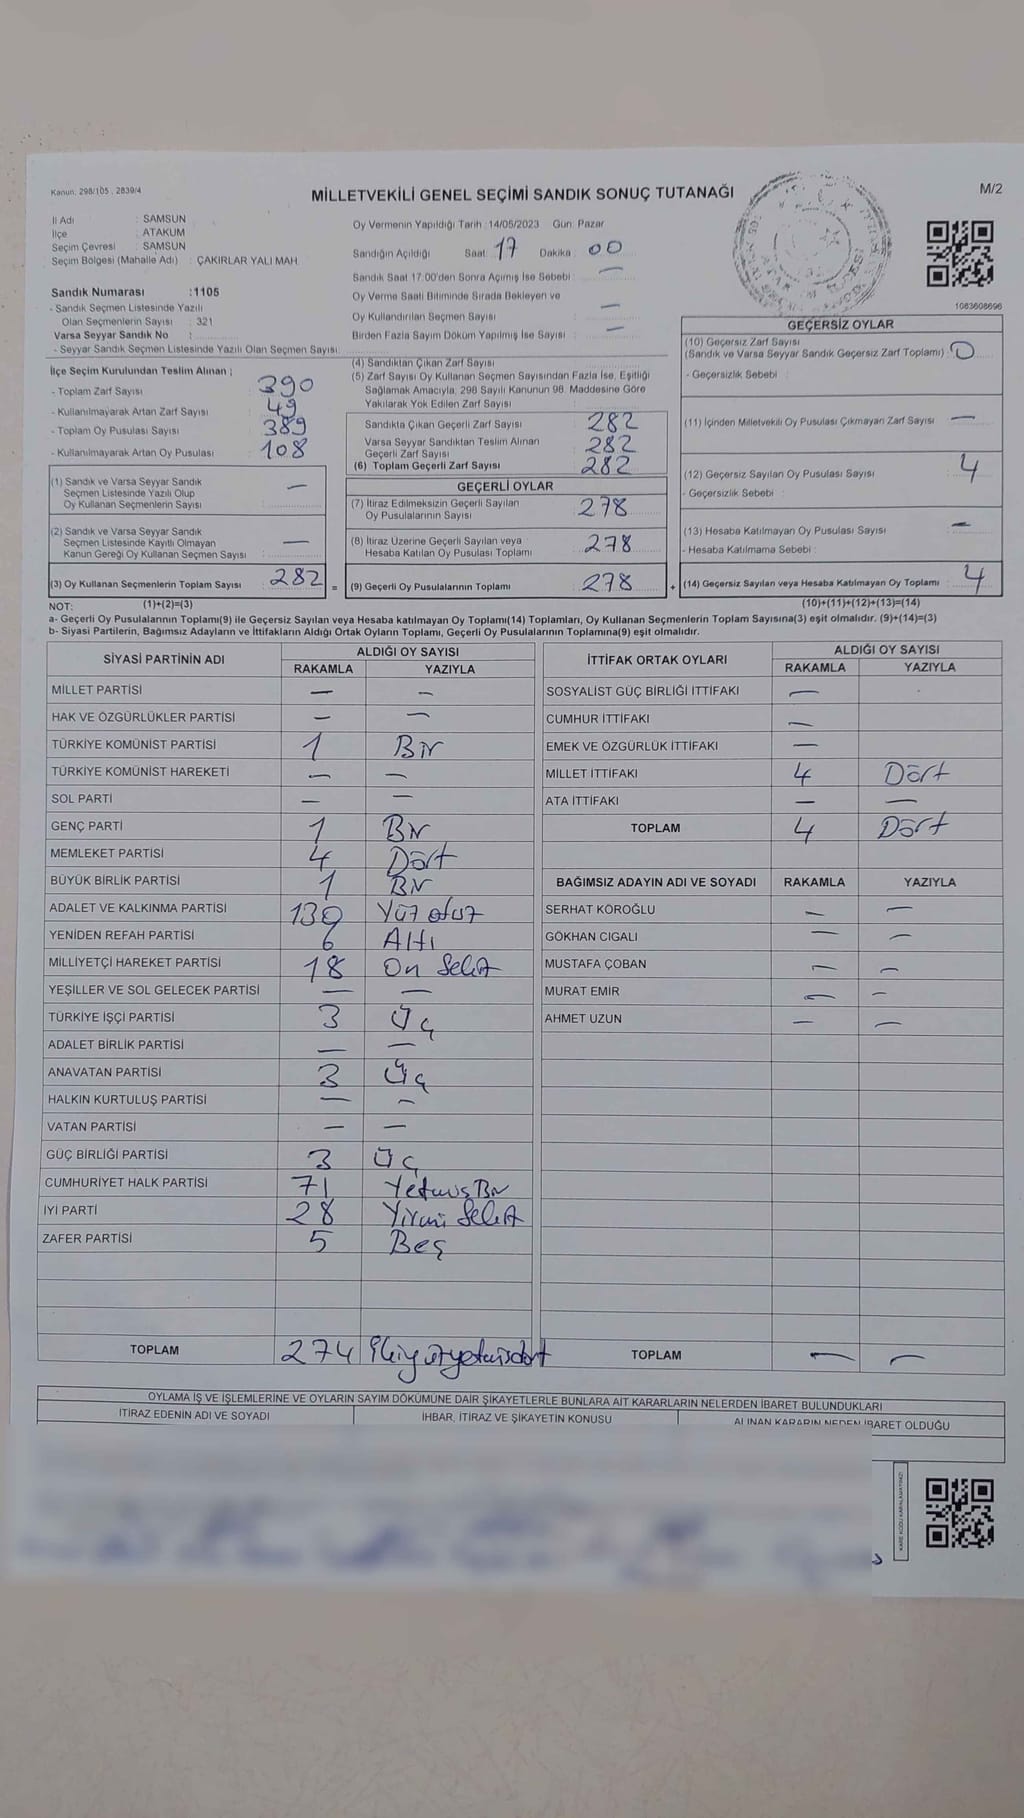 Kanun: 298/105 , 2839/4
MİLLETVEKİLİ GENEL SEÇİMİ SANDIK SONUÇ TUTANAĞI
M/2
İl Adı : SAMSUN
İlçe : ATAKUM
Seçim Çevresi : SAMSUN
Seçim Bölgesi (Mahalle Adı) : ÇAKIRLAR YALI MAH.
Sandık Numarası :1105
- Sandık Seçmen Listesinde Yazılı
Olan Seçmenlerin Sayısı : 321
Varsa Seyyar Sandık No :
- Seyyar Sandık Seçmen Listesinde Yazılı Olan Seçmen Sayısı:
Oy Vermenin Yapıldığı Tarih : 14/05/2023 Gün: Pazar
Sandığın Açıldığı Saat: 17 Dakika : 00
Sandık Saat 17:00'den Sonra Açılmış İse Sebebi : —
Oy Verme Saati Bitiminde Sırada Bekleyen ve
Oy Kullandırılan Seçmen Sayısı : —
Birden Fazla Sayım Döküm Yapılmış İse Sayısı : —
1083608696
İlçe Seçim Kurulundan Teslim Alınan ;
- Toplam Zarf Sayısı : 390
- Kullanılmayarak Artan Zarf Sayısı : 49
- Toplam Oy Pusulası Sayısı : 389
- Kullanılmayarak Artan Oy Pusulası : 108
(1) Sandık ve Varsa Seyyar Sandık
Seçmen Listesinde Yazılı Olup
Oy Kullanan Seçmenlerin Sayısı : —
(2) Sandık ve Varsa Seyyar Sandık
Seçmen Listesinde Kayıtlı Olmayan
Kanun Gereği Oy Kullanan Seçmen Sayısı : —
(3) Oy Kullanan Seçmenlerin Toplam Sayısı : 282 =
(4) Sandıktan Çıkan Zarf Sayısı :
(5) Zarf Sayısı Oy Kullanan Seçmen Sayısından Fazla İse, Eşitliği
Sağlamak Amacıyla, 298 Sayılı Kanunun 98. Maddesine Göre
Yakılarak Yok Edilen Zarf Sayısı :
Sandıkta Çıkan Geçerli Zarf Sayısı : 282
Varsa Seyyar Sandıktan Teslim Alınan
Geçerli Zarf Sayısı : 282
(6) Toplam Geçerli Zarf Sayısı : 282
GEÇERLİ OYLAR
(7) İtiraz Edilmeksizin Geçerli Sayılan
Oy Pusulalarının Sayısı : 278
(8) İtiraz Üzerine Geçerli Sayılan veya
Hesaba Katılan Oy Pusulası Toplamı : 278
(9) Geçerli Oy Pusulalarının Toplamı : 278 +
GEÇERSİZ OYLAR
(10) Geçersiz Zarf Sayısı
(Sandık ve Varsa Seyyar Sandık Geçersiz Zarf Toplamı) : 0
- Geçersizlik Sebebi :
(11) İçinden Milletvekili Oy Pusulası Çıkmayan Zarf Sayısı : —
(12) Geçersiz Sayılan Oy Pusulası Sayısı : 4
- Geçersizlik Sebebi :
(13) Hesaba Katılmayan Oy Pusulası Sayısı : —
- Hesaba Katılmama Sebebi :
(14) Geçersiz Sayılan veya Hesaba Katılmayan Oy Toplamı : 4
NOT: (1)+(2)=(3)
(10)+(11)+(12)+(13)=(14)
a- Geçerli Oy Pusulalarının Toplamı(9) ile Geçersiz Sayılan veya Hesaba katılmayan Oy Toplamı(14) Toplamları, Oy Kullanan Seçmenlerin Toplam Sayısına(3) eşit olmalıdır. (9)+(14)=(3)
b- Siyasi Partilerin, Bağımsız Adayların ve İttifakların Aldığı Ortak Oyların Toplamı, Geçerli Oy Pusulalarının Toplamına(9) eşit olmalıdır.
SİYASİ PARTİNİN ADI ALDIĞI OY SAYISI
RAKAMLA YAZIYLA
MİLLET PARTİSİ — —
HAK VE ÖZGÜRLÜKLER PARTİSİ — —
TÜRKİYE KOMÜNİST PARTİSİ 1 Bir
TÜRKİYE KOMÜNİST HAREKETİ — —
SOL PARTİ — —
GENÇ PARTİ 1 Bir
MEMLEKET PARTİSİ 4 Dört
BÜYÜK BİRLİK PARTİSİ 1 Bir
ADALET VE KALKINMA PARTİSİ 130 Yüz otuz
YENİDEN REFAH PARTİSİ 6 Altı
MİLLİYETÇİ HAREKET PARTİSİ 18 On Sekiz
YEŞİLLER VE SOL GELECEK PARTİSİ — —
TÜRKİYE İŞÇİ PARTİSİ 3 Üç
ADALET BİRLİK PARTİSİ — —
ANAVATAN PARTİSİ 3 Üç
HALKIN KURTULUŞ PARTİSİ — —
VATAN PARTİSİ — —
GÜÇ BİRLİĞİ PARTİSİ 3 Üç
CUMHURİYET HALK PARTİSİ 71 Yetmiş Bir
İYİ PARTİ 28 Yirmi Sekiz
ZAFER PARTİSİ 5 Beş
TOPLAM 274 İkiyüzyetmişdört
İTTİFAK ORTAK OYLARI ALDIĞI OY SAYISI
RAKAMLA YAZIYLA
SOSYALİST GÜÇ BİRLİĞİ İTTİFAKI —
CUMHUR İTTİFAKI —
EMEK VE ÖZGÜRLÜK İTTİFAKI —
MİLLET İTTİFAKI 4 Dört
ATA İTTİFAKI — —
TOPLAM 4 Dört
BAĞIMSIZ ADAYIN ADI VE SOYADI RAKAMLA YAZIYLA
SERHAT KÖROĞLU — —
GÖKHAN CIGALI — —
MUSTAFA ÇOBAN — —
MURAT EMİR — —
AHMET UZUN — —
TOPLAM — —
OYLAMA İŞ VE İŞLEMLERİNE VE OYLARIN SAYIM DÖKÜMÜNE DAİR ŞİKAYETLERLE BUNLARA AİT KARARLARIN NELERDEN İBARET BULUNDUKLARI
İTİRAZ EDENİN ADI VE SOYADI İHBAR, İTİRAZ VE ŞİKAYETİN KONUSU ALINAN KARARIN NEDEN İBARET OLDUĞU
KARE KODU KARALAMAYINIZ!